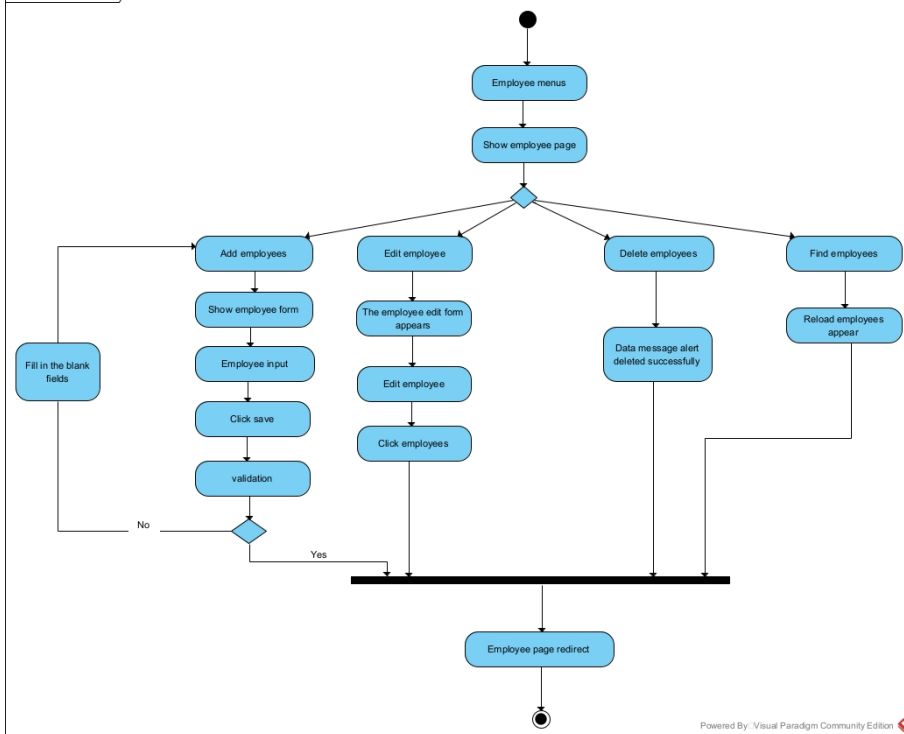 Employee menus
Show employee page
Add employees
Edit employee
Delete employees
Find employees
Show employee form
The employee edit form
appears
Reload employees
appear
Fill in the blank
fields
Employee input
Data message alert
deleted successfully
Edit employee
Click save
Click employees
validation
No
Yes
Employee page redirect
Powered By Visual Paradigm Community Edition